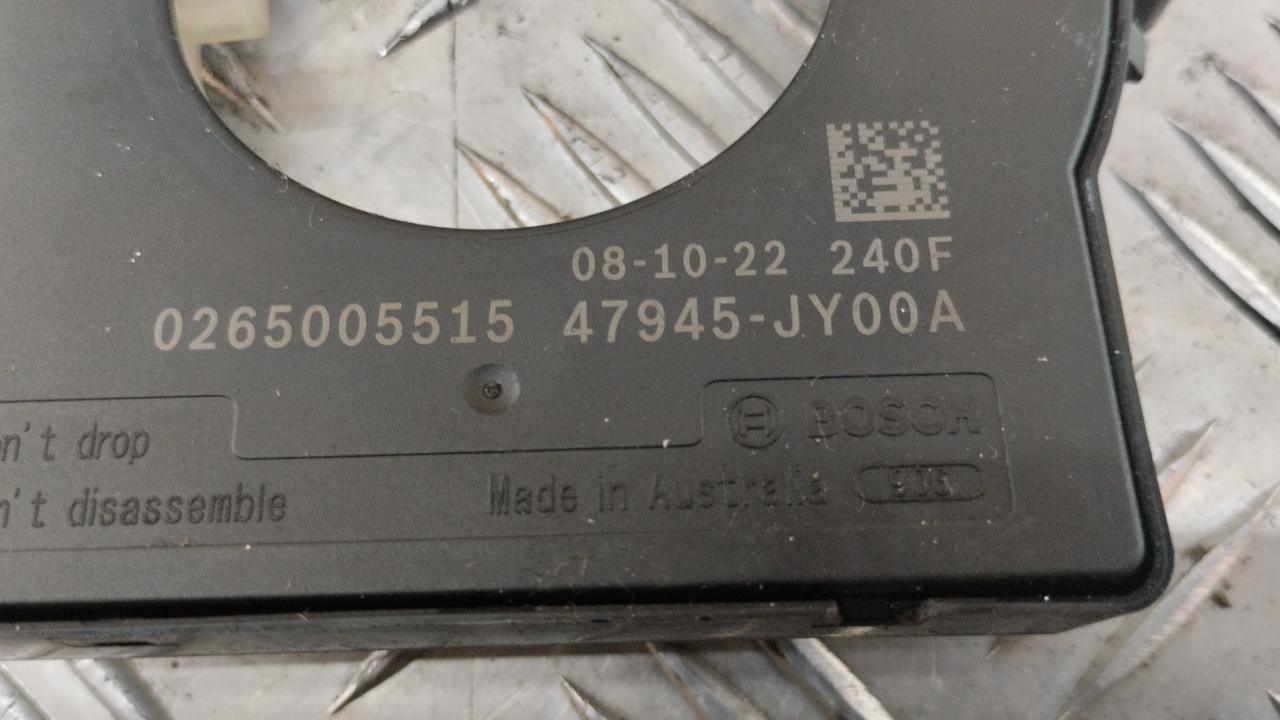 08-10-22 240F
0265005515 47945-JY00A
BOSCH
n't drop
n't disassemble
Made in Australia